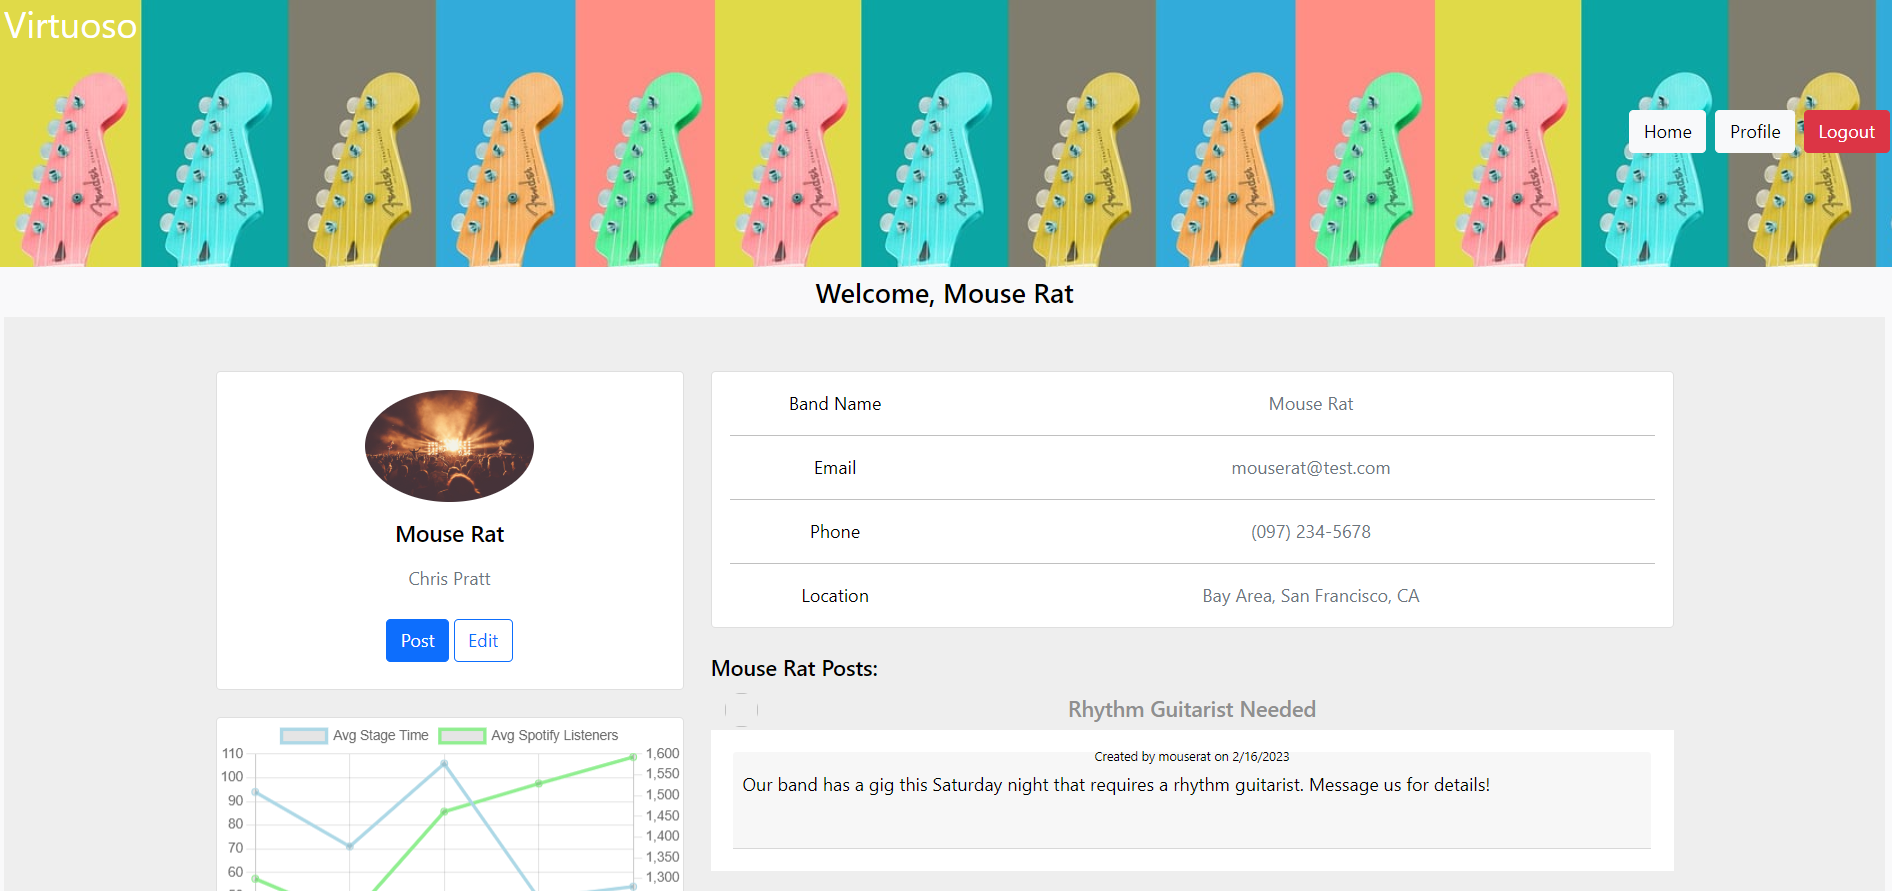 Virtuoso
Home Profile Logout
Welcome, Mouse Rat
Mouse Rat
Chris Pratt
Post Edit
Band Name Mouse Rat
Email mouserat@test.com
Phone (097) 234-5678
Location Bay Area, San Francisco, CA
Mouse Rat Posts:
Rhythm Guitarist Needed
Created by mouserat on 2/16/2023
Our band has a gig this Saturday night that requires a rhythm guitarist. Message us for details!
Avg Stage Time Avg Spotify Listeners
110 1,600
100 1,550
90 1,500
80 1,450
1,400
70 1,350
60 1,300